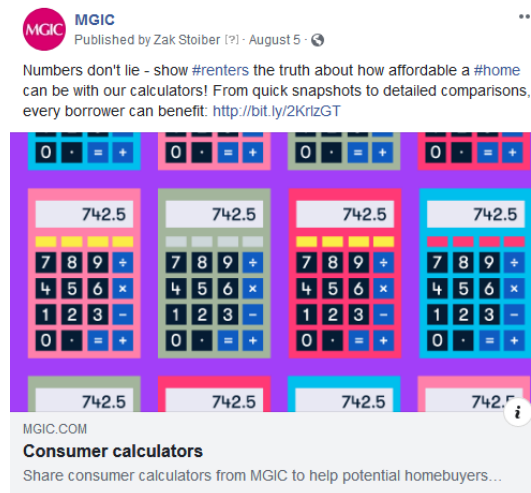 MGIC
MGIC
Published by Zak Stoiber [?] · August 5 ·
Numbers don't lie - show #renters the truth about how affordable a #home
can be with our calculators! From quick snapshots to detailed comparisons,
every borrower can benefit: http://bit.ly/2KrlzGT
0 · = + 0 · = + 0 · = + 0 · = +
742.5 742.5 742.5 742.5
7 8 9 ÷ 7 8 9 ÷ 7 8 9 ÷ 7 8 9 ÷
4 5 6 × 4 5 6 × 4 5 6 × 4 5 6 ×
1 2 3 − 1 2 3 − 1 2 3 − 1 2 3 −
0 · = + 0 · = + 0 · = + 0 · = +
742.5 742.5 742.5 742.5
i
MGIC.COM
Consumer calculators
Share consumer calculators from MGIC to help potential homebuyers...